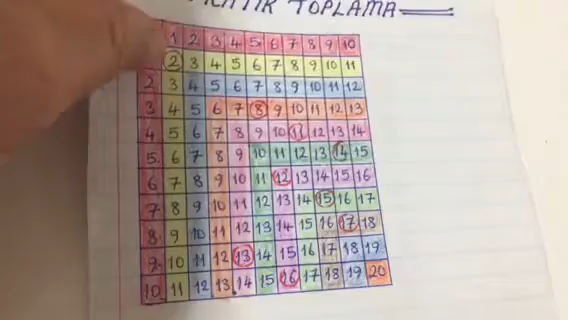 PRATİK TOPLAMA
1 2 3 4 5 6 7 8 9 10
2 3 4 5 6 7 8 9 10 11
2 3 4 5 6 7 8 9 10 11 12
3 4 5 6 7 8 9 10 11 12 13
4 5 6 7 8 9 10 11 12 13 14
5 6 7 8 9 10 11 12 13 14 15
6 7 8 9 10 11 12 13 14 15 16
7 8 9 10 11 12 13 14 15 16 17
8 9 10 11 12 13 14 15 16 17 18
9 10 11 12 13 14 15 16 17 18 19
10 11 12 13 14 15 16 17 18 19 20